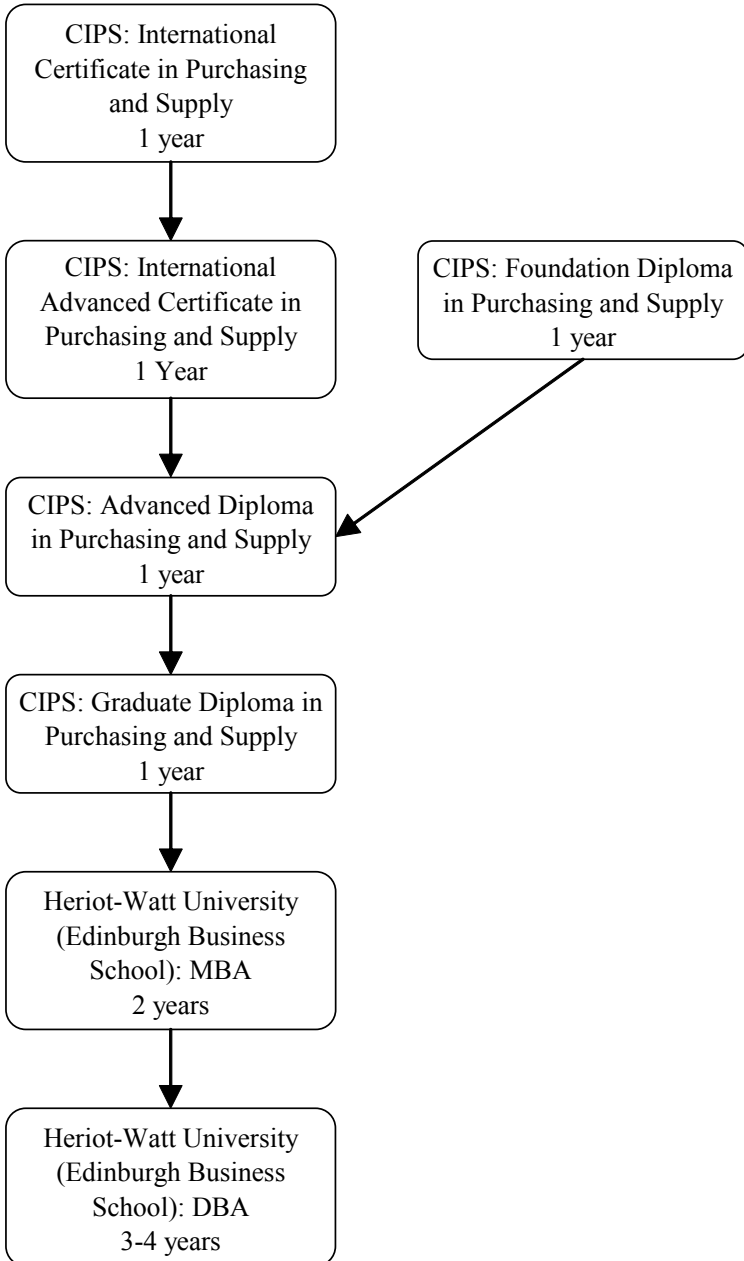 CIPS: International
Certificate in Purchasing
and Supply
1 year
CIPS: International
Advanced Certificate in
Purchasing and Supply
1 Year
CIPS: Foundation Diploma
in Purchasing and Supply
1 year
CIPS: Advanced Diploma
in Purchasing and Supply
1 year
CIPS: Graduate Diploma in
Purchasing and Supply
1 year
Heriot-Watt University
(Edinburgh Business
School): MBA
2 years
Heriot-Watt University
(Edinburgh Business
School): DBA
3-4 years